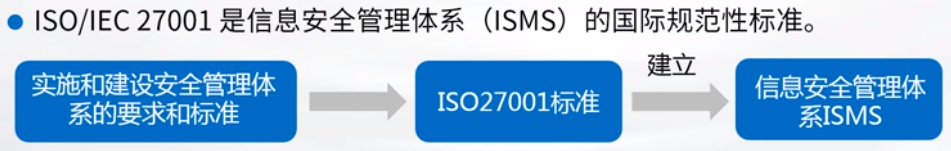 ● ISO/IEC 27001 是信息安全管理体系（ISMS）的国际规范性标准。
实施和建设安全管理体
系的要求和标准
ISO27001标准
建立
信息安全管理体
系ISMS